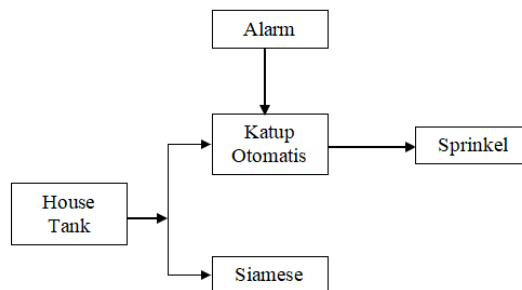 Alarm
Katup
Otomatis
Sprinkel
House
Tank
Siamese